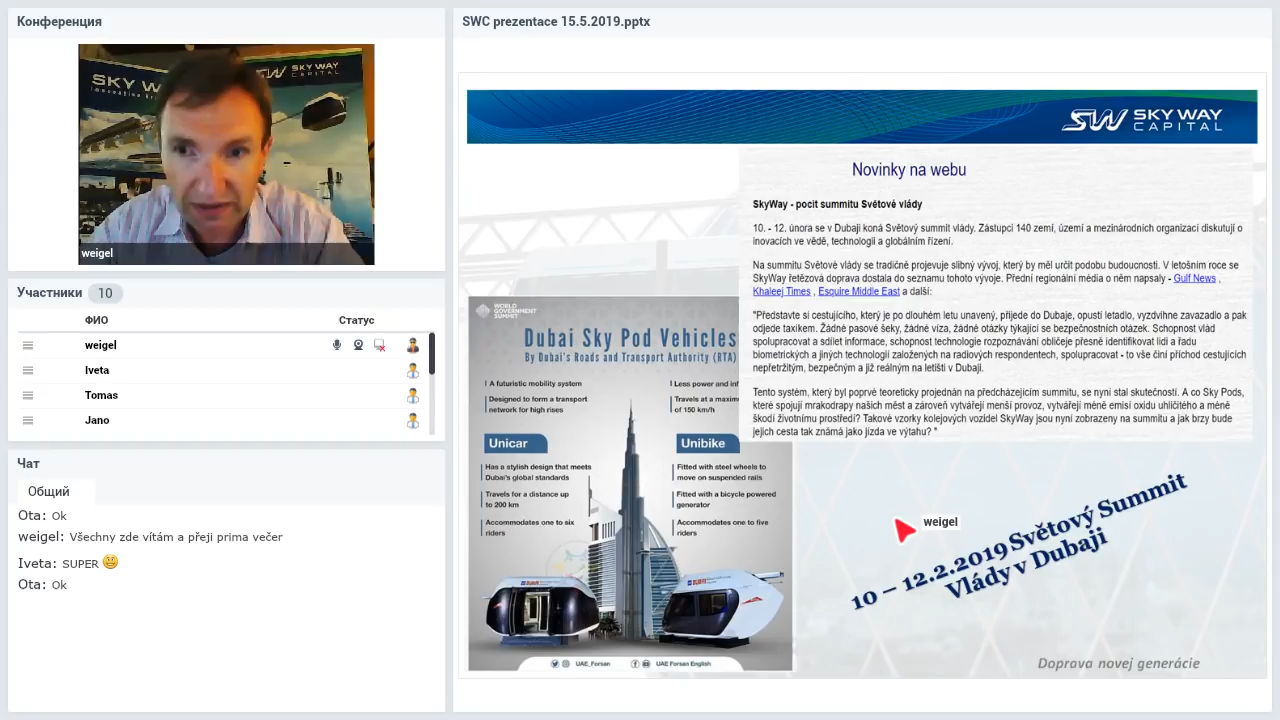 Конференция
SKY W
SW SKY WAY
CAPITAL
weigel
Участники 10
ФИО Статус
weigel
Iveta
Tomas
Jano
Чат
Общий
Ota: Ok
weigel: Všechny zde vítám a přeji prima večer
Iveta: SUPER
Ota: Ok
SWC prezentace 15.5.2019.pptx
SW SKY WAY
CAPITAL
Novinky na webu
SkyWay - pocit summitu Světové vlády
10. - 12. února se v Dubaji koná Světový summit vlády. Zástupci 140 zemí, území a mezinárodních organizací diskutují o
inovacích ve vědě, technologii a globálním řízení.
Na summitu Světové vlády se tradičně projevuje slibný vývoj, který by měl určit podobu budoucnosti. V letošním roce se
SkyWay řetězová doprava dostala do seznamu tohoto vývoje. Přední regionální média o něm napsaly - Gulf News ,
Khaleej Times , Esquire Middle East a další:
"Představte si cestujícího, který je po dlouhém letu unavený, přijede do Dubaje, opustí letadlo, vyzdvihne zavazadlo a pak
odjede taxíkem. Žádné pasové šeky, žádné víza, žádné otázky týkající se bezpečnostních otázek. Schopnost vlád
spolupracovat a sdílet informace, schopnost technologie rozpoznávání obličeje přesně identifikovat lidi a řadu
biometrických a jiných technologií založených na radiových respondentech, spolupracovat - to vše činí příchod cestujících
nepřetržitým, bezpečným a již reálným na letišti v Dubaji.
Tento systém, který byl poprvé teoreticky projednán na předcházejícím summitu, se nyní stal skutečností. A co Sky Pods,
které spojují mrakodrapy našich měst a zároveň vytvářejí menší provoz, vytvářejí méně emisí oxidu uhličitého a méně
škodí životnímu prostředí? Takové vzorky kolejových vozidel SkyWay jsou nyní zobrazeny na summitu a jak brzy bude
jejich cesta tak známá jako jízda ve výtahu? "
WORLD
GOVERNMENT
SUMMIT
Dubai Sky Pod Vehicles
By Dubai's Roads and Transport Authority (RTA)
A futuristic mobility system
Designed to form a transport
network for high rises
Less power and inf
Travels at a maximu
of 150 km/h
Unicar
Has a stylish design that meets
Dubai's global standards
Travels for a distance up
to 200 km
Accommodates one to six
riders
Unibike
Fitted with steel wheels to
move on suspended rails
Fitted with a bicycle powered
generator
Accommodates one to five
riders
UAE_Forsan
UAE Forsan English
weigel
10 – 12.2.2019 Světový Summit
Vlády v Dubaji
Doprava novej generácie